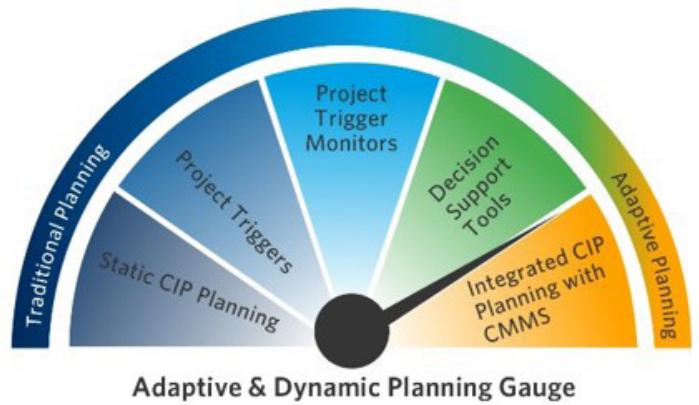 Traditional Planning
Static CIP Planning
Project Triggers
Project
Trigger
Monitors
Decision
Support
Tools
Integrated CIP
Planning with
CMMS
Adaptive Planning
Adaptive & Dynamic Planning Gauge